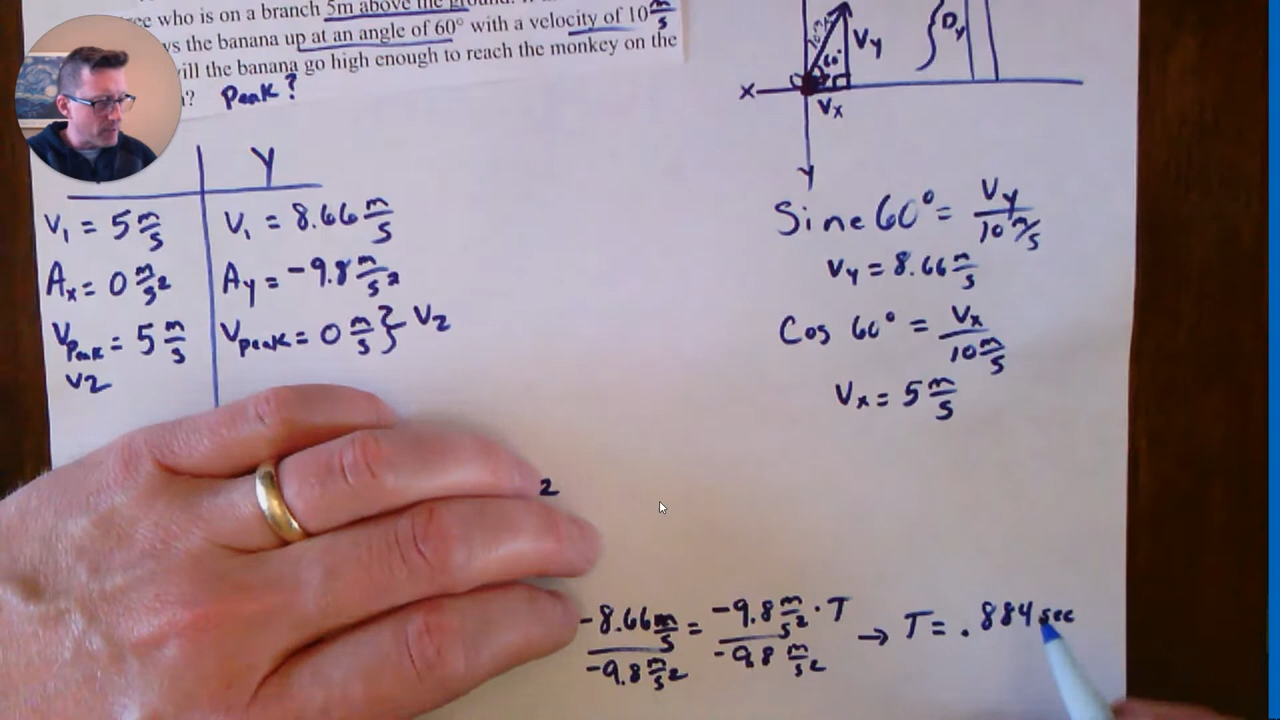 who is on a branch 5m above the ground.
the banana up at an angle of 60° with a velocity of 10 m/s
will the banana go high enough to reach the monkey on the
? Peak?
Y
V₁ = 5 m/s
V₁ = 8.66 m/s
Aₓ = 0 m/s²
Ay = -9.8 m/s²
Vpeak = 5 m/s
Vpeak = 0 m/s } V2
V2
2
-8.66 m/s / -9.8 m/s² = -9.8 m/s² · T / -9.8 m/s² → T = .884 sec
10 m/s
60°
Vy
Dy
X
Vx
Y
Sine 60° = Vy / 10 m/s
Vy = 8.66 m/s
Cos 60° = Vx / 10 m/s
Vx = 5 m/s